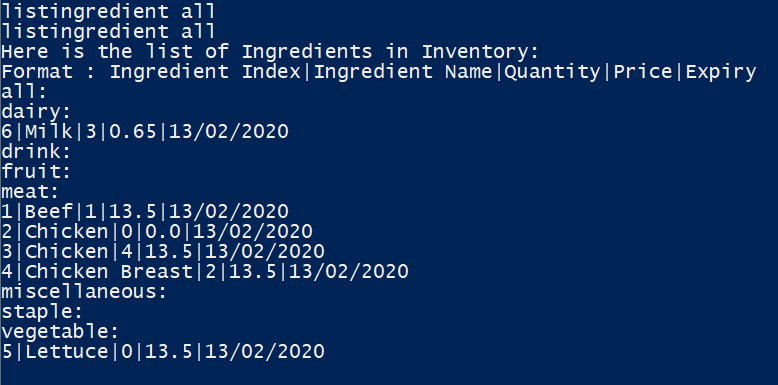 listingredient all
listingredient all
Here is the list of Ingredients in Inventory:
Format : Ingredient Index|Ingredient Name|Quantity|Price|Expiry
all:
dairy:
6|Milk|3|0.65|13/02/2020
drink:
fruit:
meat:
1|Beef|1|13.5|13/02/2020
2|Chicken|0|0.0|13/02/2020
3|Chicken|4|13.5|13/02/2020
4|Chicken Breast|2|13.5|13/02/2020
miscellaneous:
staple:
vegetable:
5|Lettuce|0|13.5|13/02/2020